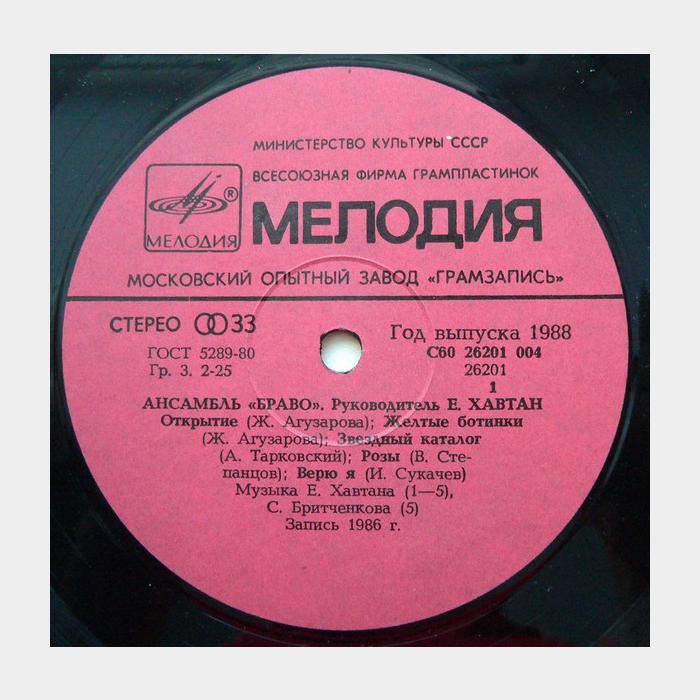 МИНИСТЕРСТВО КУЛЬТУРЫ СССР
ВСЕСОЮЗНАЯ ФИРМА ГРАМПЛАСТИНОК
®
МЕЛОДИЯ
МЕЛОДИЯ
МОСКОВСКИЙ ОПЫТНЫЙ ЗАВОД «ГРАМЗАПИСЬ»
СТЕРЕО 33
Год выпуска 1988
ГОСТ 5289-80
С60 26201 004
Гр. 3. 2-25
26201
1
АНСАМБЛЬ «БРАВО». Руководитель Е. ХАВТАН
Открытие (Ж. Агузарова); Желтые ботинки
(Ж. Агузарова); Звездный каталог
(А. Тарковский); Розы (В. Сте-
панцов); Верю я (И. Сукачев)
Музыка Е. Хавтана (1—5),
С. Бритченкова (5)
Запись 1986 г.